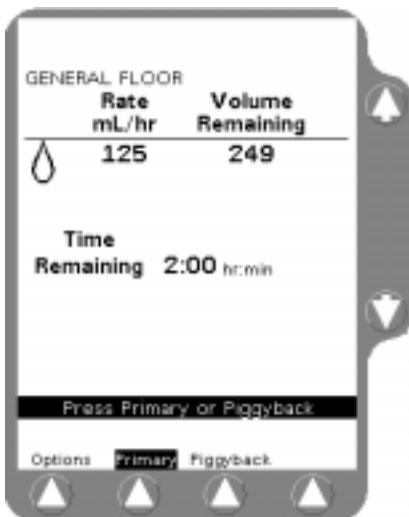 GENERAL FLOOR
Rate Volume
mL/hr Remaining
125 249
Time
Remaining 2:00 hr:min
Press Primary or Piggyback
Options Primary Piggyback